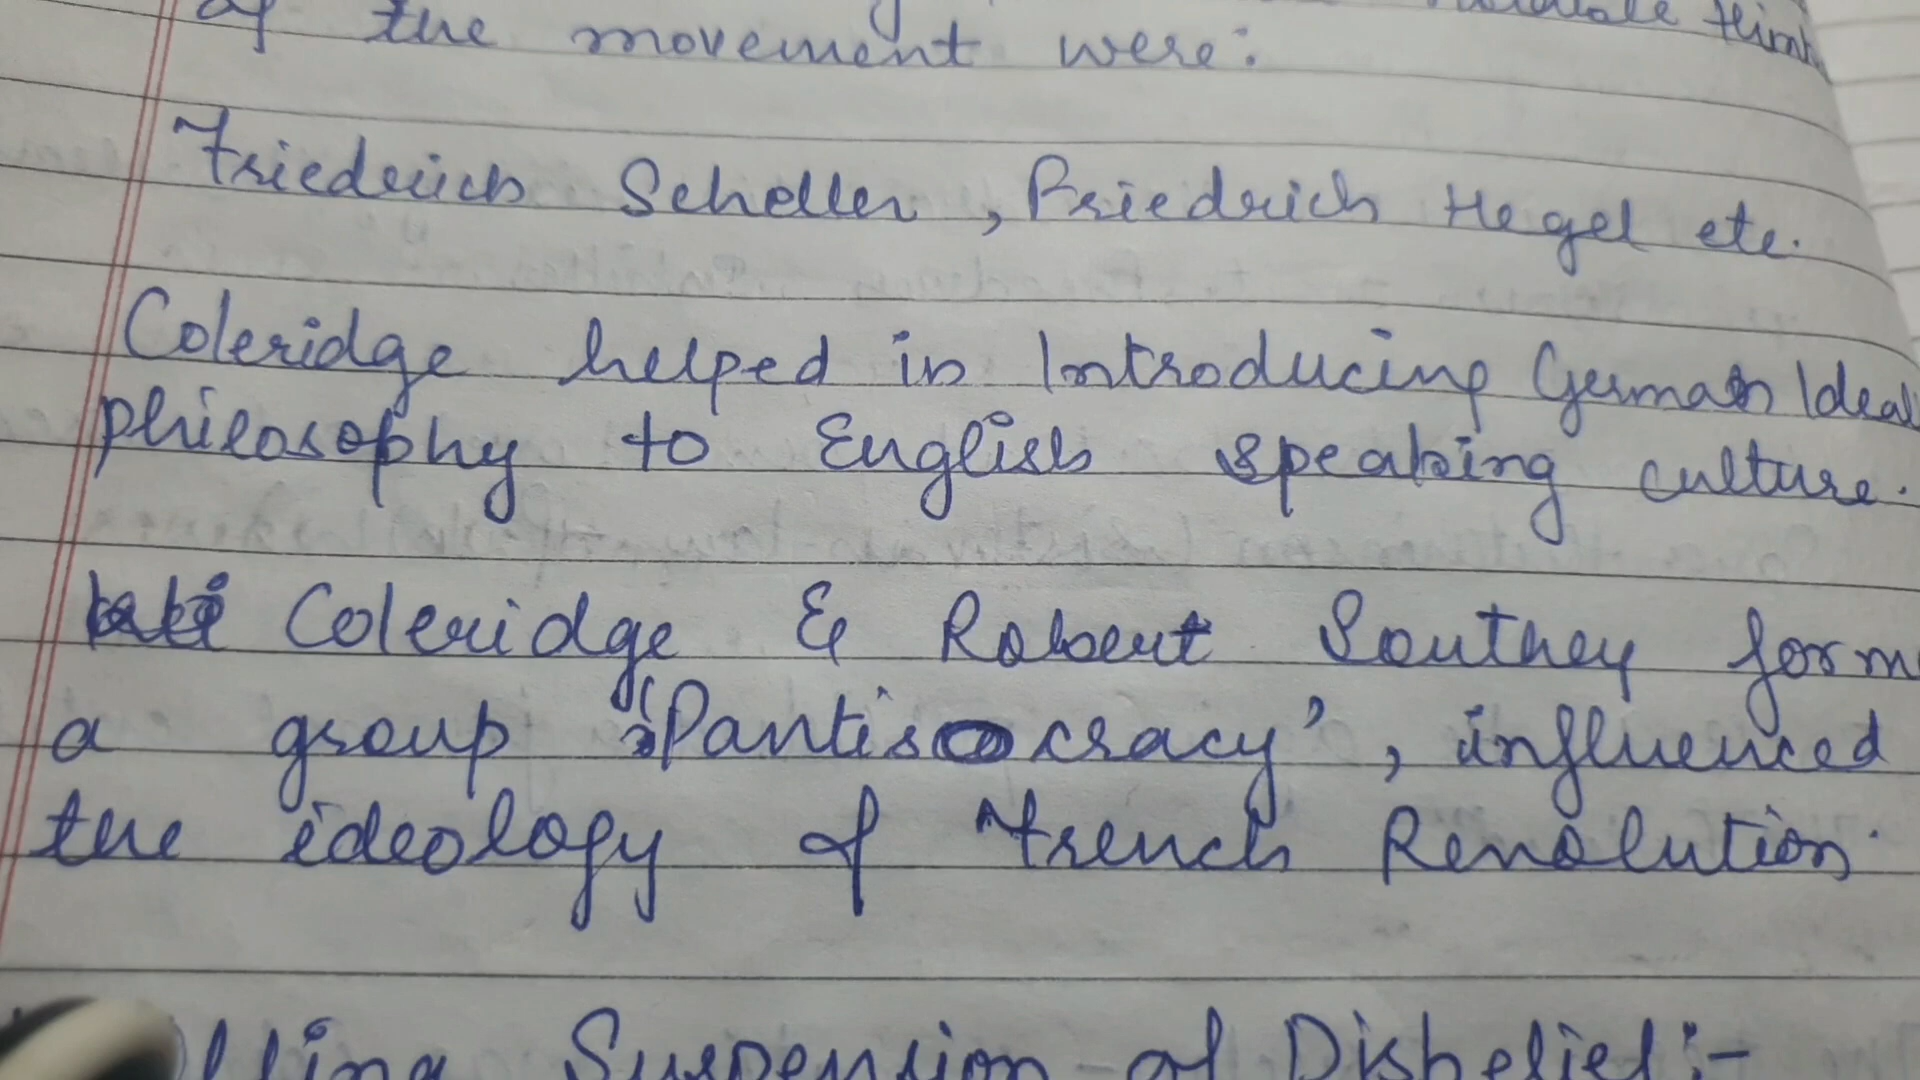 of the movement were:
Friedrich Scheller, Friedrich Hegel etc.
Coleridge helped in Introducing German Ideal
philosophy to English speaking culture.
Coleridge & Robert Southey form
a group 'Pantisocracy', influenced
the ideology of French Revolution.
Suspension of Disbelief:-